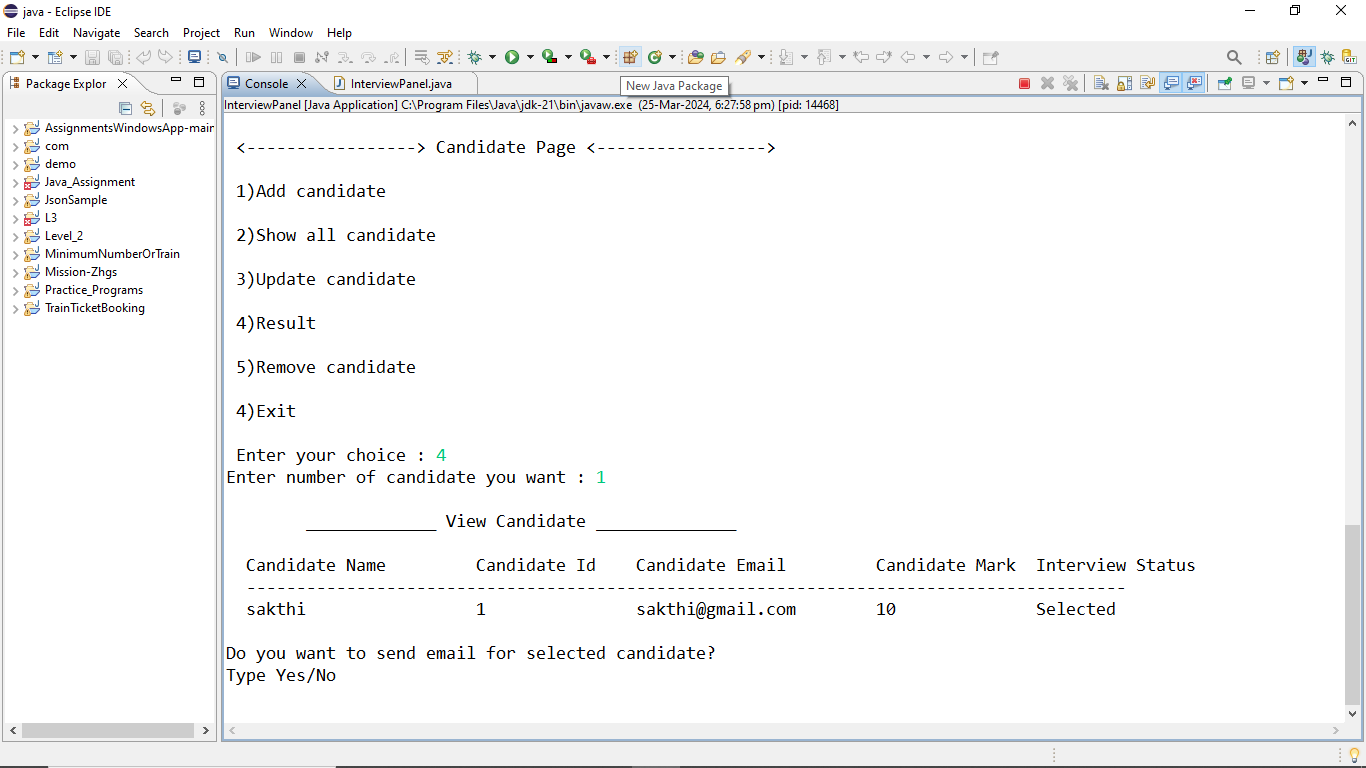 java - Eclipse IDE
File Edit Navigate Search Project Run Window Help
New Java Package
Package Explor
AssignmentsWindowsApp-main
com
demo
Java_Assignment
JsonSample
L3
Level_2
MinimumNumberOrTrain
Mission-Zhgs
Practice_Programs
TrainTicketBooking
Console InterviewPanel.java
InterviewPanel [Java Application] C:\Program Files\Java\jdk-21\bin\javaw.exe (25-Mar-2024, 6:27:58 pm) [pid: 14468]
<-----------------> Candidate Page <----------------->
1)Add candidate
2)Show all candidate
3)Update candidate
4)Result
5)Remove candidate
4)Exit
Enter your choice : 4
Enter number of candidate you want : 1
_____________ View Candidate ______________
Candidate Name Candidate Id Candidate Email Candidate Mark Interview Status
----------------------------------------------------------------------------------------
sakthi 1 sakthi@gmail.com 10 Selected
Do you want to send email for selected candidate?
Type Yes/No